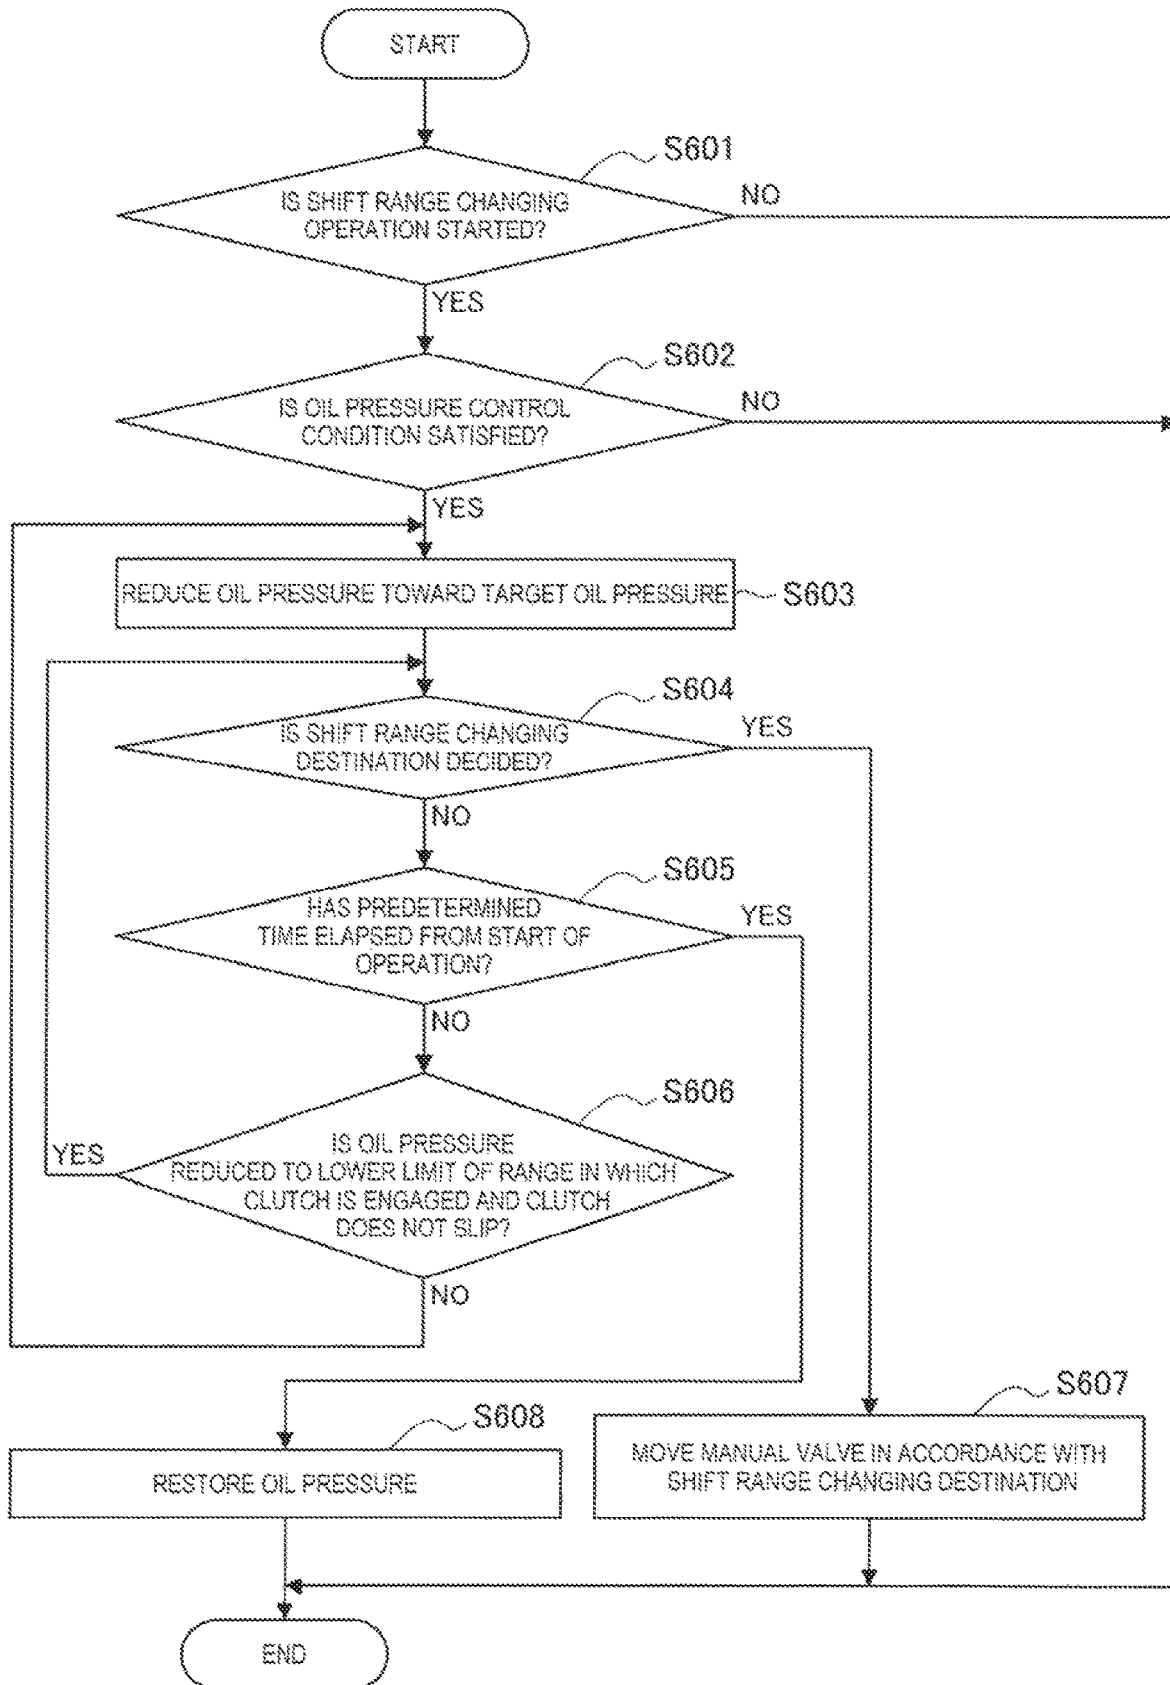 START
S601
IS SHIFT RANGE CHANGING
OPERATION STARTED?
NO
YES
S602
IS OIL PRESSURE CONTROL
CONDITION SATISFIED?
NO
YES
REDUCE OIL PRESSURE TOWARD TARGET OIL PRESSURE
S603
S604
IS SHIFT RANGE CHANGING
DESTINATION DECIDED?
YES
NO
S605
HAS PREDETERMINED
TIME ELAPSED FROM START OF
OPERATION?
YES
NO
S606
IS OIL PRESSURE
REDUCED TO LOWER LIMIT OF RANGE IN WHICH
CLUTCH IS ENGAGED AND CLUTCH
DOES NOT SLIP?
YES
NO
S607
MOVE MANUAL VALVE IN ACCORDANCE WITH
SHIFT RANGE CHANGING DESTINATION
S608
RESTORE OIL PRESSURE
END